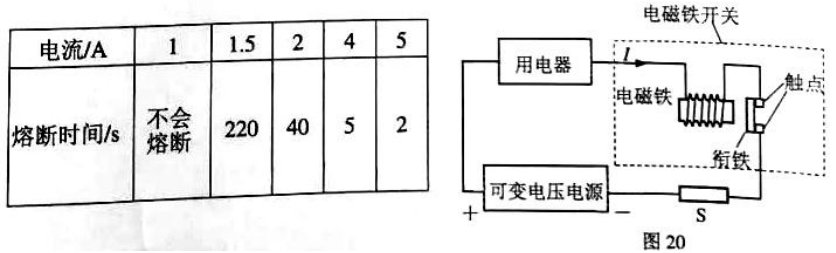 电流/A 1 1.5 2 4 5
熔断时间/s 不会熔断 220 40 5 2
电磁铁开关
用电器
I
电磁铁
触点
衔铁
可变电压电源
+
−
S
图 20